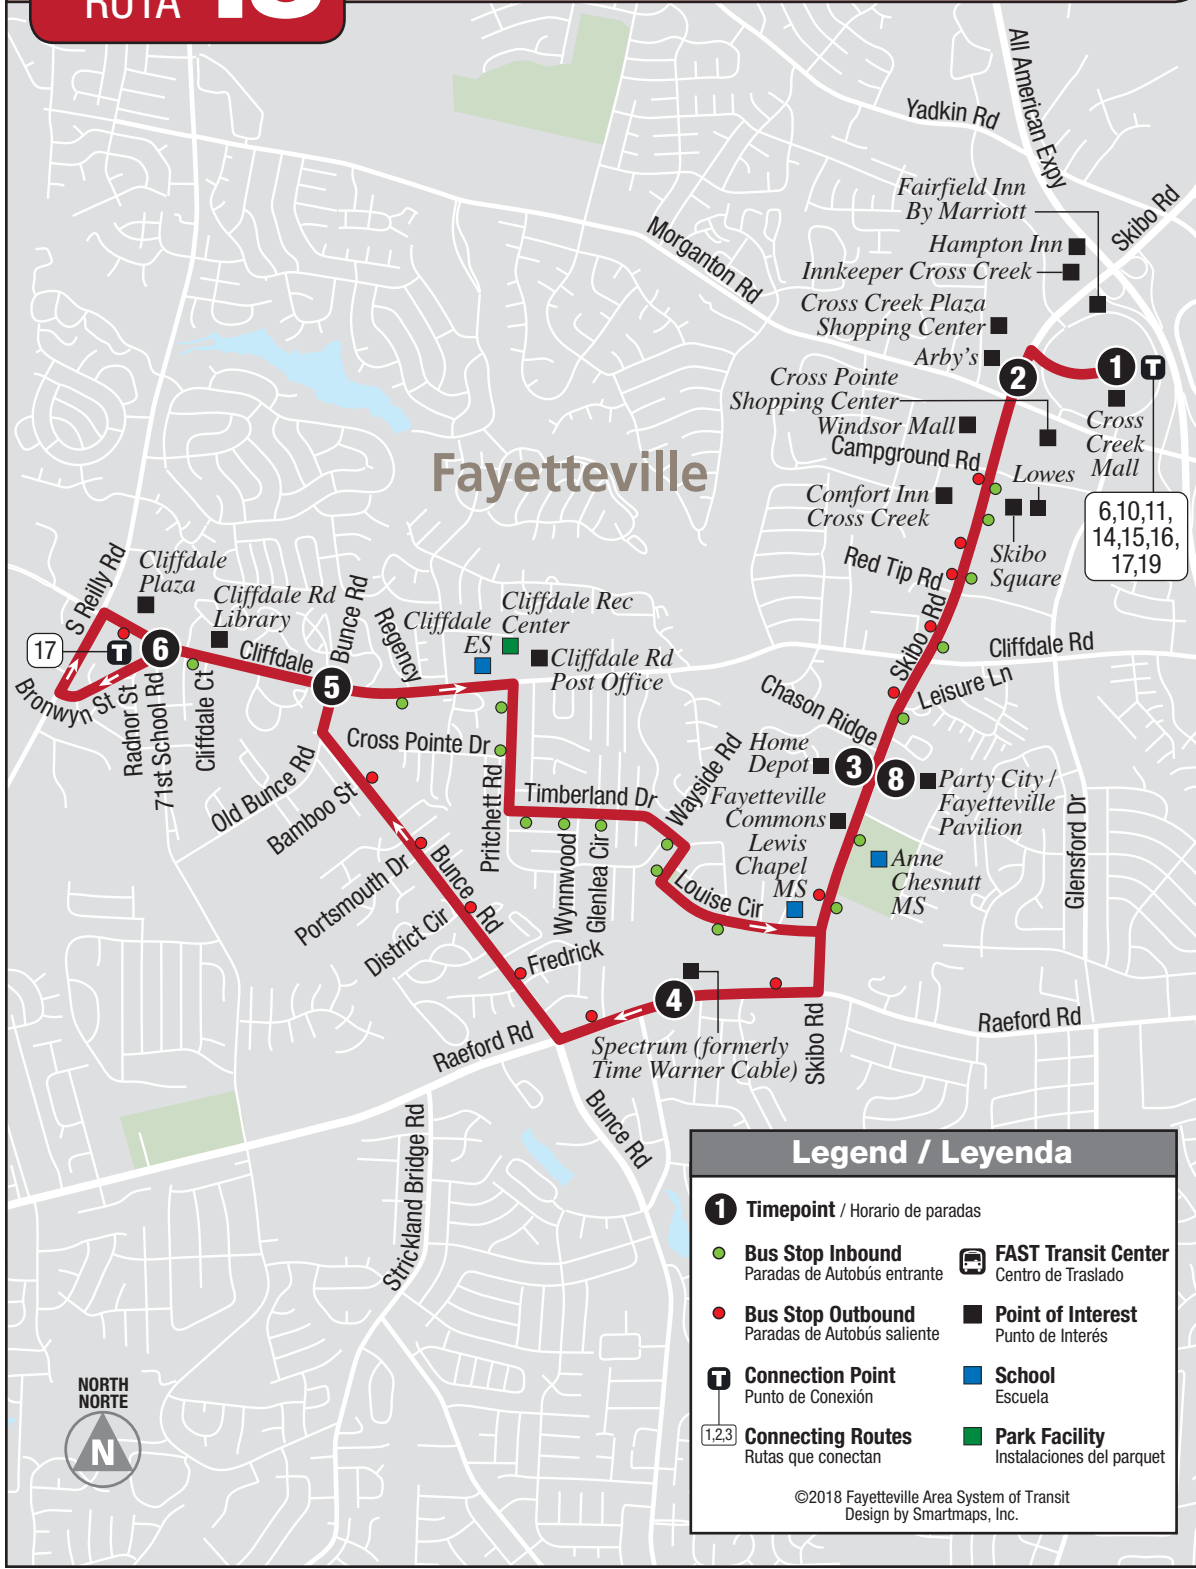 RUTA
All American Expy
Yadkin Rd
Skibo Rd
Morganton Rd
Fairfield Inn
By Marriott
Hampton Inn
Innkeeper Cross Creek
Cross Creek Plaza
Shopping Center
Arby's
1
T
2
Cross Pointe
Shopping Center
Windsor Mall
Cross
Creek
Mall
Campground Rd
Fayetteville
Lowes
Comfort Inn
Cross Creek
6,10,11,
14,15,16,
17,19
Skibo
Square
Red Tip Rd
S Reilly Rd
Cliffdale
Plaza
Cliffdale Rd
Library
Bunce Rd
Regency
Cliffdale
ES
Cliffdale Rec
Center
Cliffdale Rd
Post Office
Skibo Rd
Cliffdale Rd
17
T
6
Cliffdale
5
Leisure Ln
Chason Ridge
Bronwyn St
Radnor St
71st School Rd
Cliffdale Ct
Old Bunce Rd
Cross Pointe Dr
Home
Depot
3
8
Party City /
Fayetteville
Pavilion
Wayside Rd
Bamboo St
Pritchett Rd
Timberland Dr
Fayetteville
Commons
Lewis
Chapel
MS
Anne
Chesnutt
MS
Glensford Dr
Portsmouth Dr
Bunce Rd
Wynnwood
Glenlea Cir
Louise Cir
District Cir
Fredrick
4
Raeford Rd
Spectrum (formerly
Time Warner Cable)
Skibo Rd
Raeford Rd
Bunce Rd
Strickland Bridge Rd
Legend / Leyenda
1 Timepoint / Horario de paradas
Bus Stop Inbound
Paradas de Autobús entrante
FAST Transit Center
Centro de Traslado
Bus Stop Outbound
Paradas de Autobús saliente
Point of Interest
Punto de Interés
T Connection Point
Punto de Conexión
School
Escuela
1,2,3 Connecting Routes
Rutas que conectan
Park Facility
Instalaciones del parquet
©2018 Fayetteville Area System of Transit
Design by Smartmaps, Inc.
NORTH
NORTE
N